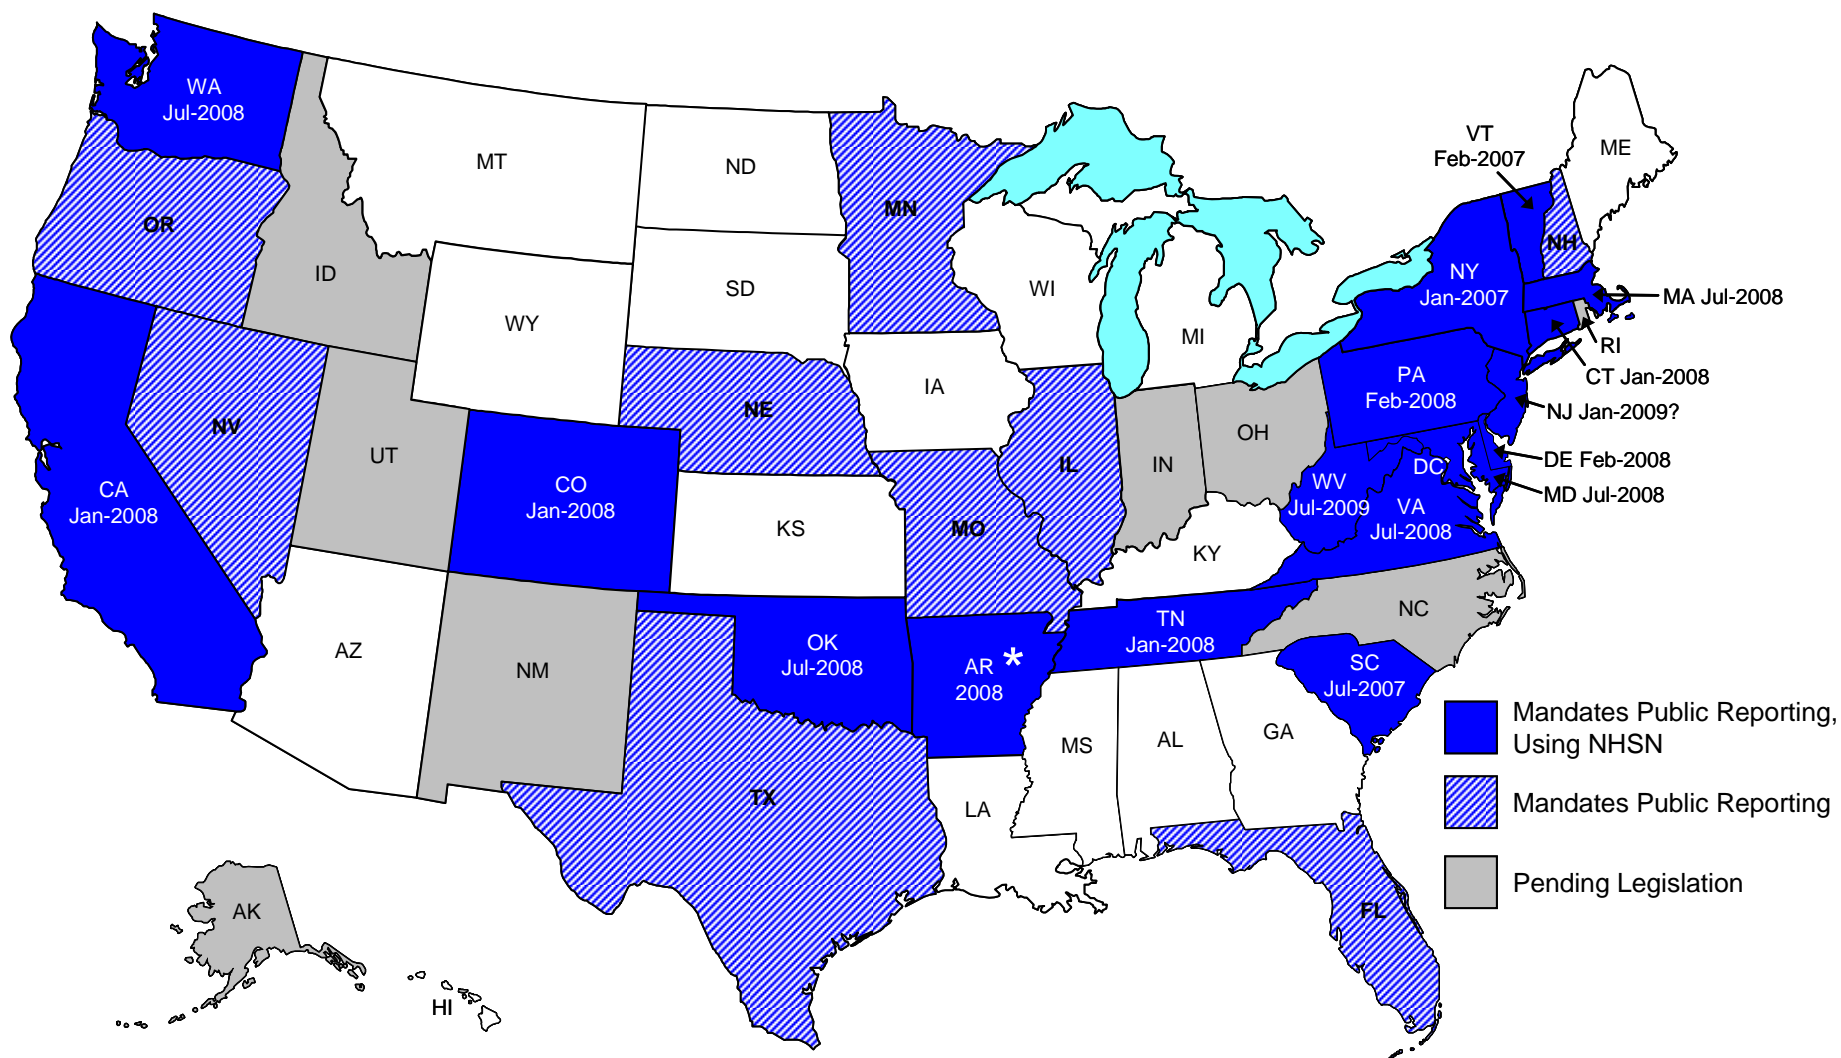 WA
Jul-2008
MT
ND
MN
OR
ID
SD
WI
WY
MI
VT
Feb-2007
ME
NH
NY
Jan-2007
MA Jul-2008
RI
CT Jan-2008
PA
Feb-2008
NJ Jan-2009?
IA
NE
NV
UT
OH
IN
IL
DE Feb-2008
MD Jul-2008
DC
WV
Jul-2009
VA
Jul-2008
CA
Jan-2008
CO
Jan-2008
KS
MO
KY
NC
TN
Jan-2008
AZ
NM
OK
Jul-2008
AR *
2008
SC
Jul-2007
MS
AL
GA
TX
LA
FL
AK
HI
Mandates Public Reporting,
Using NHSN
Mandates Public Reporting
Pending Legislation